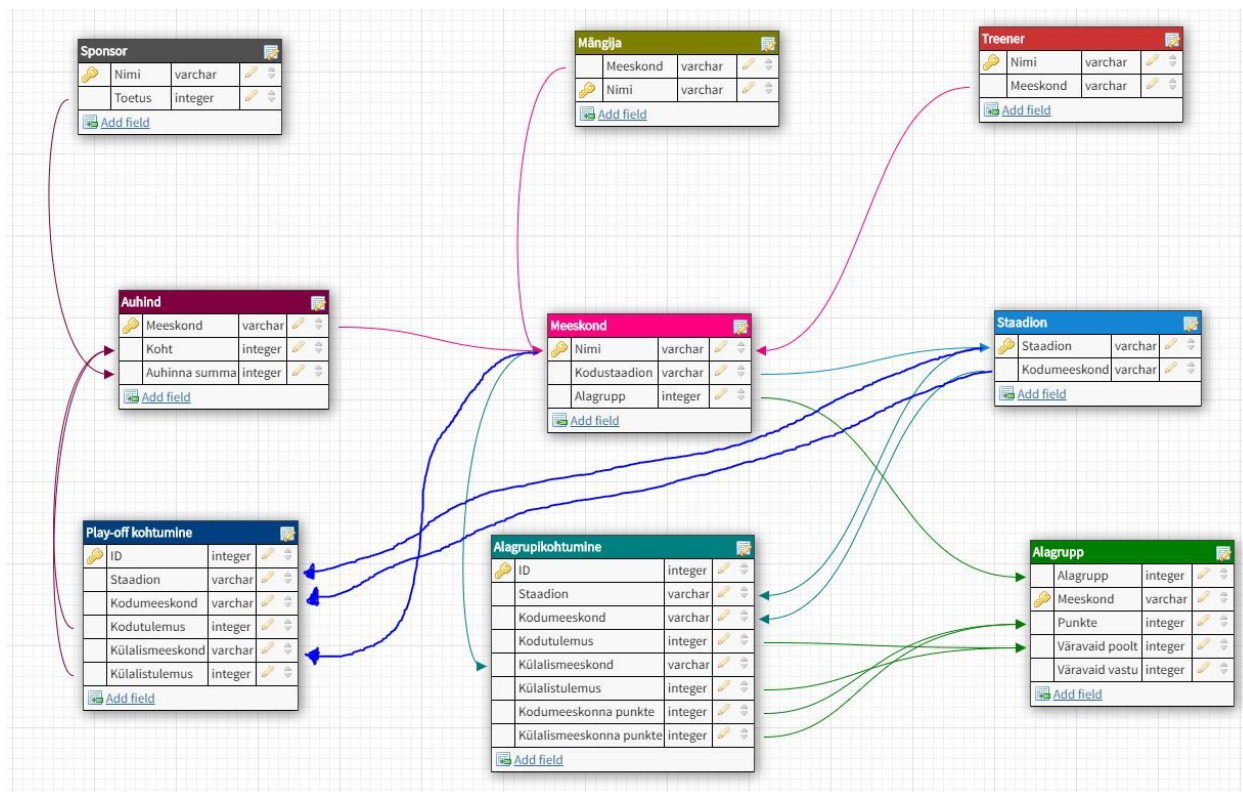 Sponsor
Nimi varchar
Toetus integer
Add field
Mängija
Meeskond varchar
Nimi varchar
Add field
Treener
Nimi varchar
Meeskond varchar
Add field
Auhind
Meeskond varchar
Koht integer
Auhinna summa integer
Add field
Meeskond
Nimi varchar
Kodustaadion varchar
Alagrupp integer
Add field
Staadion
Staadion varchar
Kodumeeskond varchar
Add field
Play-off kohtumine
ID integer
Staadion varchar
Kodumeeskond varchar
Kodutulemus integer
Külalismeeskond varchar
Külalistulemus integer
Add field
Alagrupikohtumine
ID integer
Staadion varchar
Kodumeeskond varchar
Kodutulemus integer
Külalismeeskond varchar
Külalistulemus integer
Kodumeeskonna punkte integer
Külalismeeskonna punkte integer
Add field
Alagrupp
Alagrupp integer
Meeskond varchar
Punkte integer
Väravaid poolt integer
Väravaid vastu integer
Add field